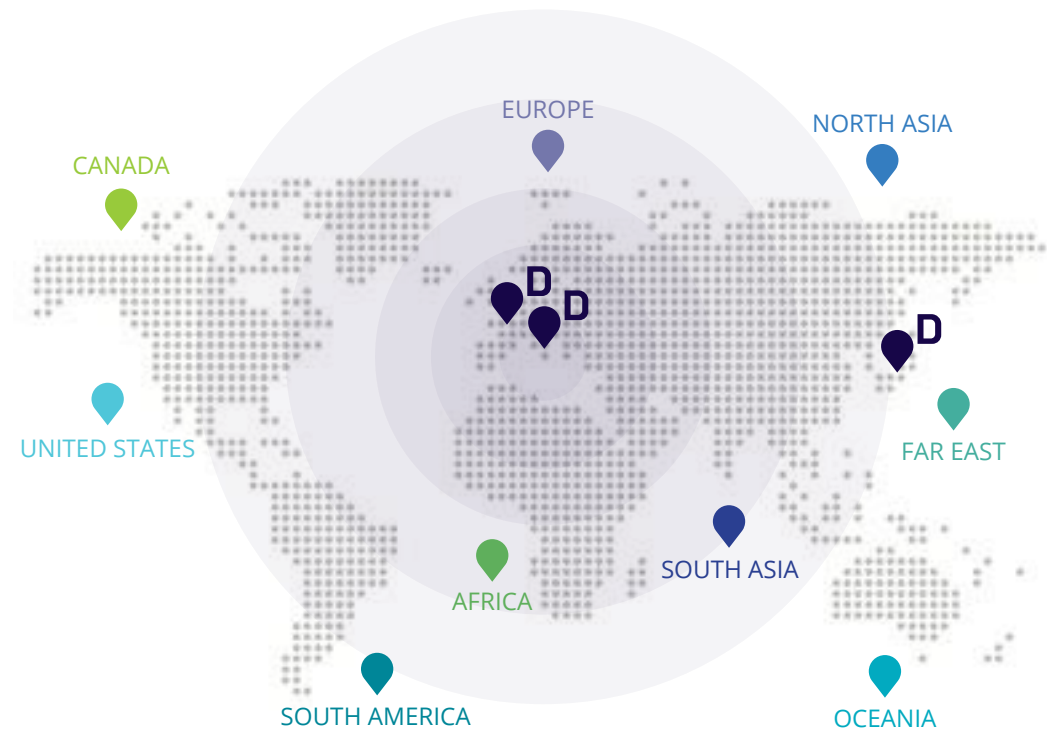 EUROPE
NORTH ASIA
CANADA
D
D
D
UNITED STATES
FAR EAST
SOUTH ASIA
AFRICA
SOUTH AMERICA
OCEANIA